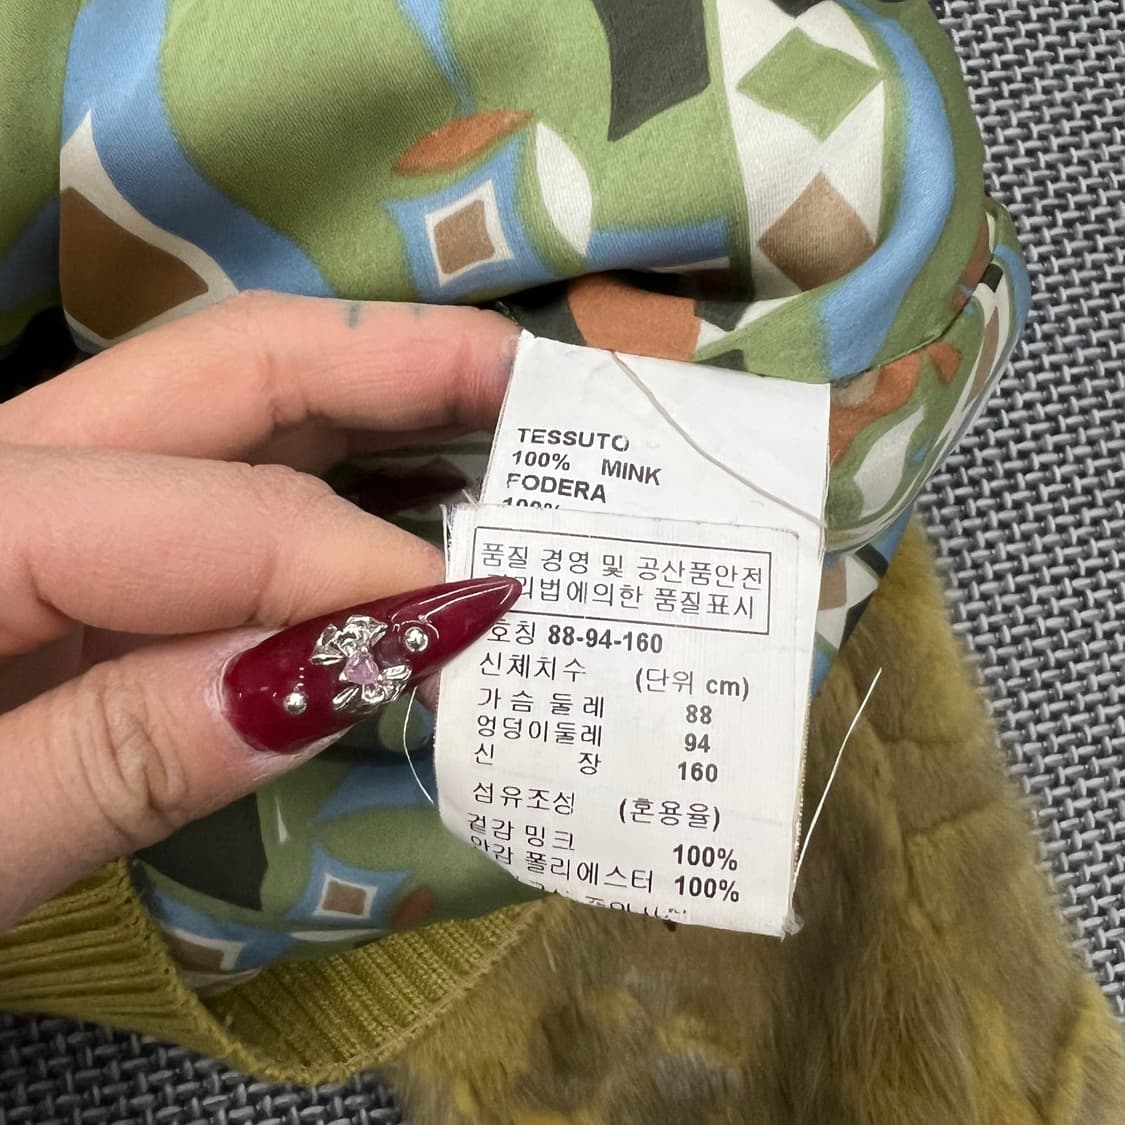 TESSUTO
100% MINK
FODERA
100%
품질 경영 및 공산품안전
리법에의한 품질표시
호칭 88-94-160
신체치수 (단위 cm)
가슴둘레 88
엉덩이둘레 94
신 장 160
섬유조성 (혼용율)
겉감 밍크 100%
안감 폴리에스터 100%